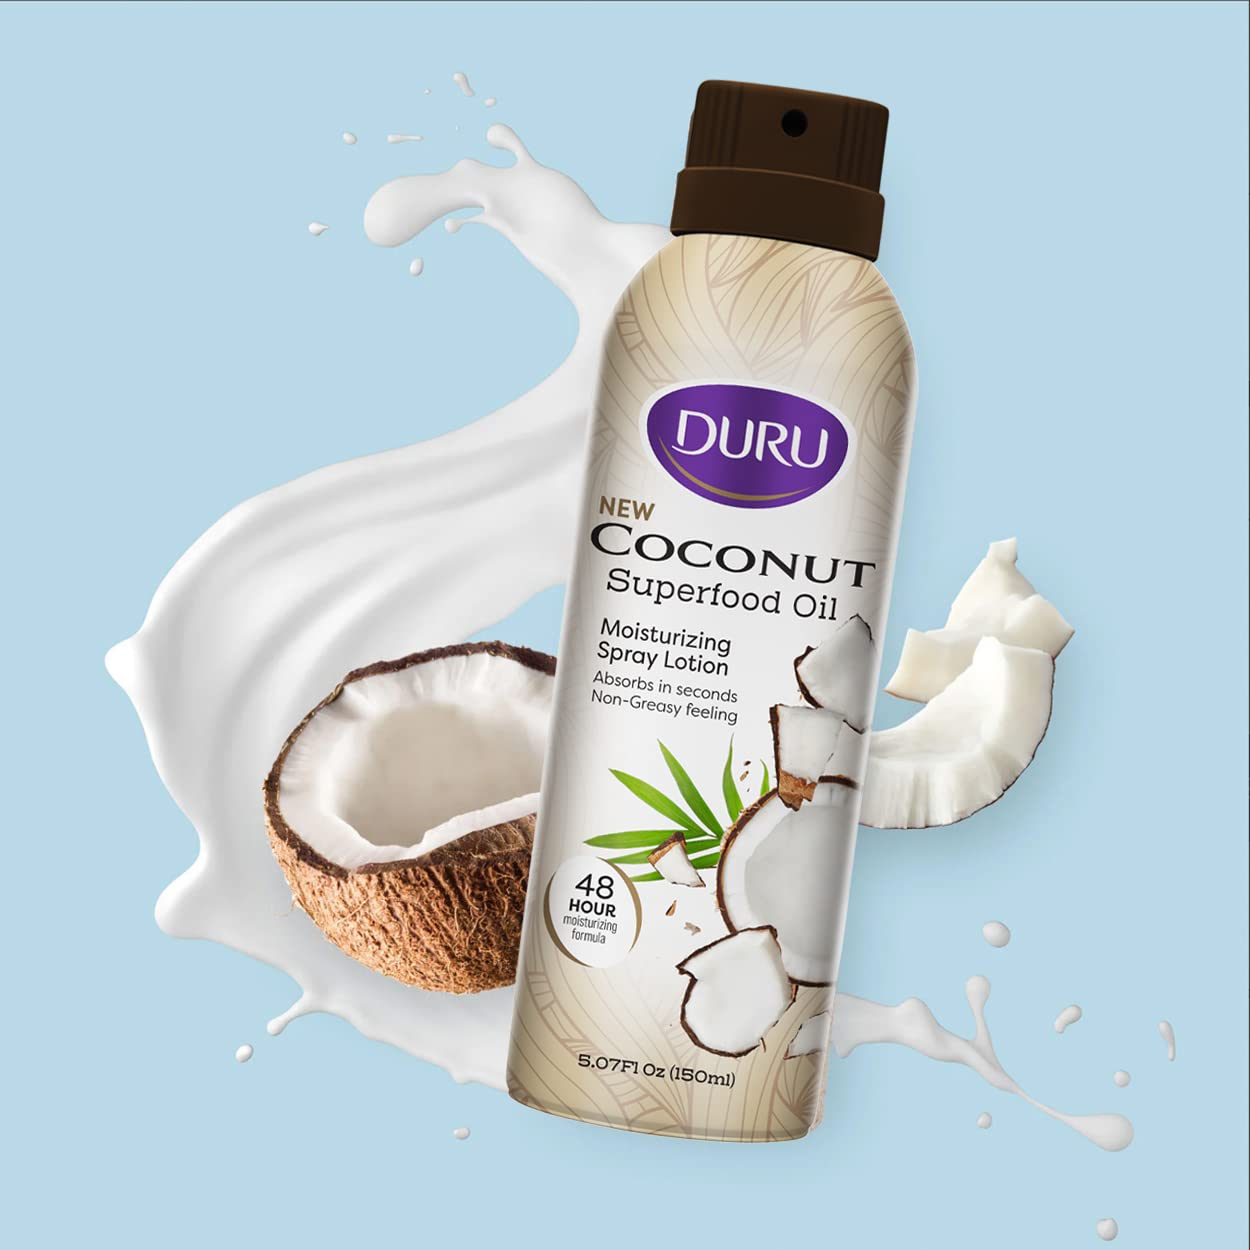 DURU
NEW
COCONUT
Superfood Oil
Moisturizing
Spray Lotion
Absorbs in seconds
Non-Greasy feeling
48
HOUR
moisturizing
formula
5.07Fl Oz (150ml)